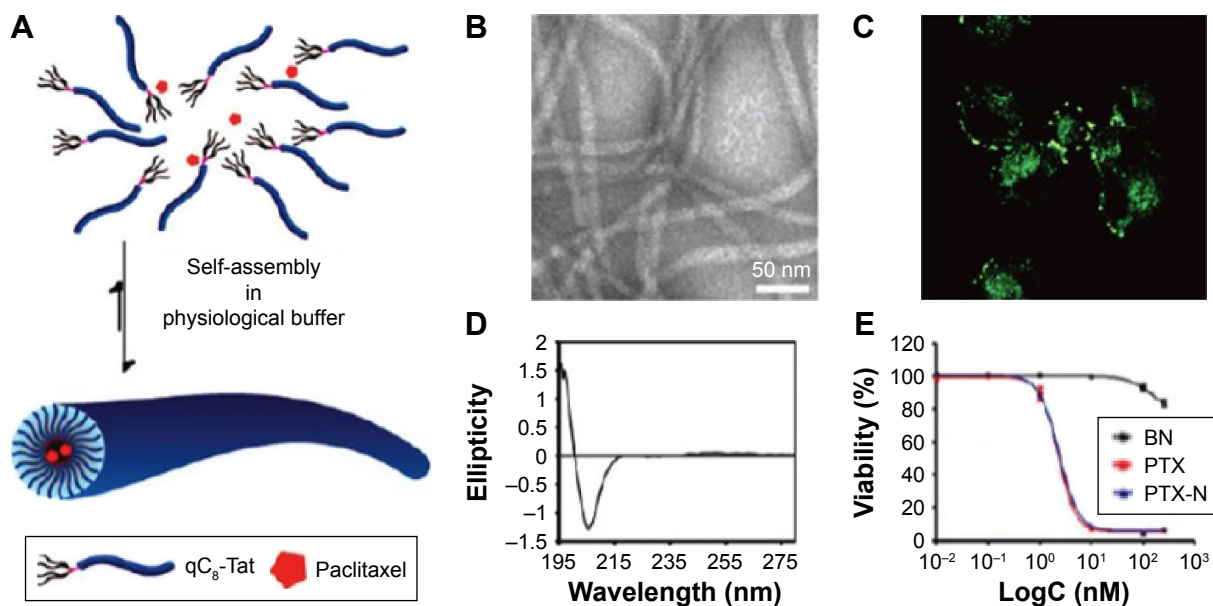 A
Self-assembly
in
physiological buffer
qC₈-Tat
Paclitaxel
B
50 nm
C
D
Ellipticity
2
1.5
1
0.5
0
–0.5
–1
–1.5
195 215 235 255 275
Wavelength (nm)
E
Viability (%)
120
100
80
60
40
20
0
10⁻² 10⁻¹ 10⁰ 10¹ 10² 10³
LogC (nM)
BN
PTX
PTX-N